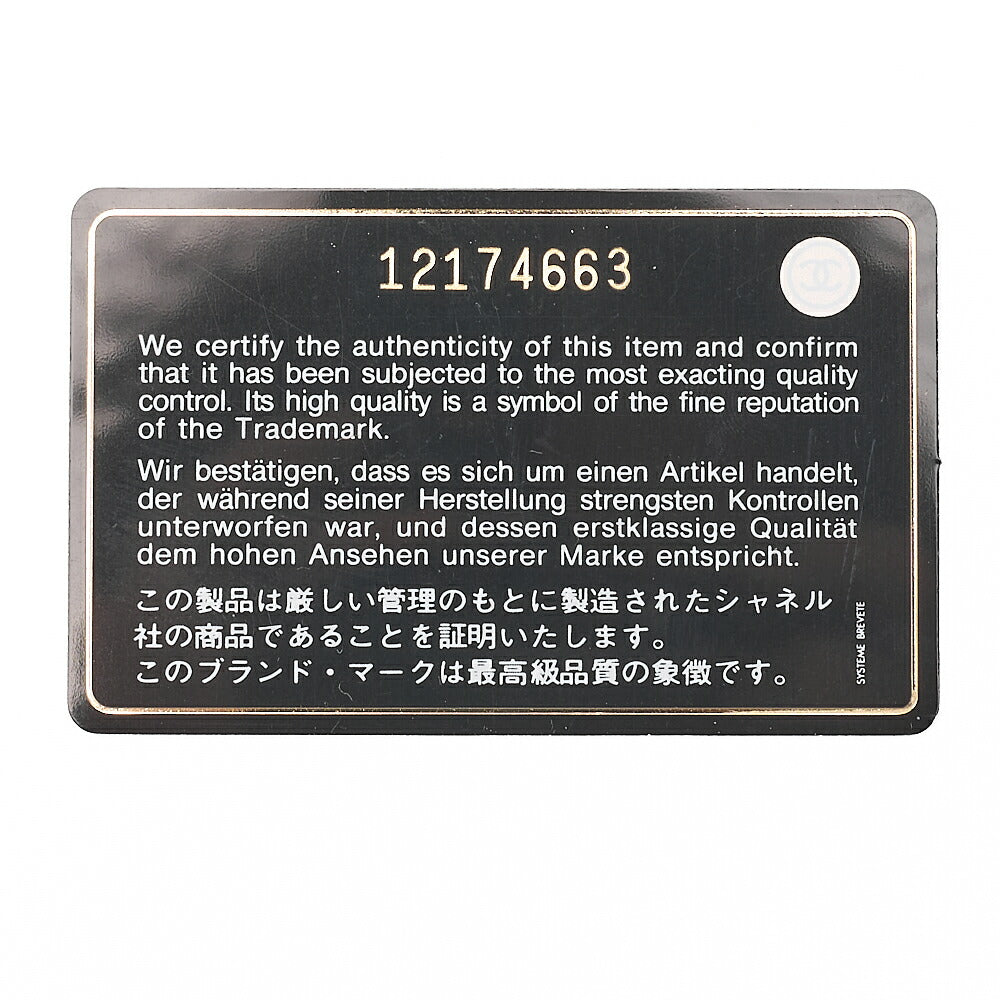 12174663
We certify the authenticity of this item and confirm
that it has been subjected to the most exacting quality
control. Its high quality is a symbol of the fine reputation
of the Trademark.
Wir bestätigen, dass es sich um einen Artikel handelt,
der während seiner Herstellung strengsten Kontrollen
unterworfen war, und dessen erstklassige Qualität
dem hohen Ansehen unserer Marke entspricht.
この製品は厳しい管理のもとに製造されたシャネル
社の商品であることを証明いたします。
このブランド・マークは最高級品質の象徴です。
SYSTEME BREVETE